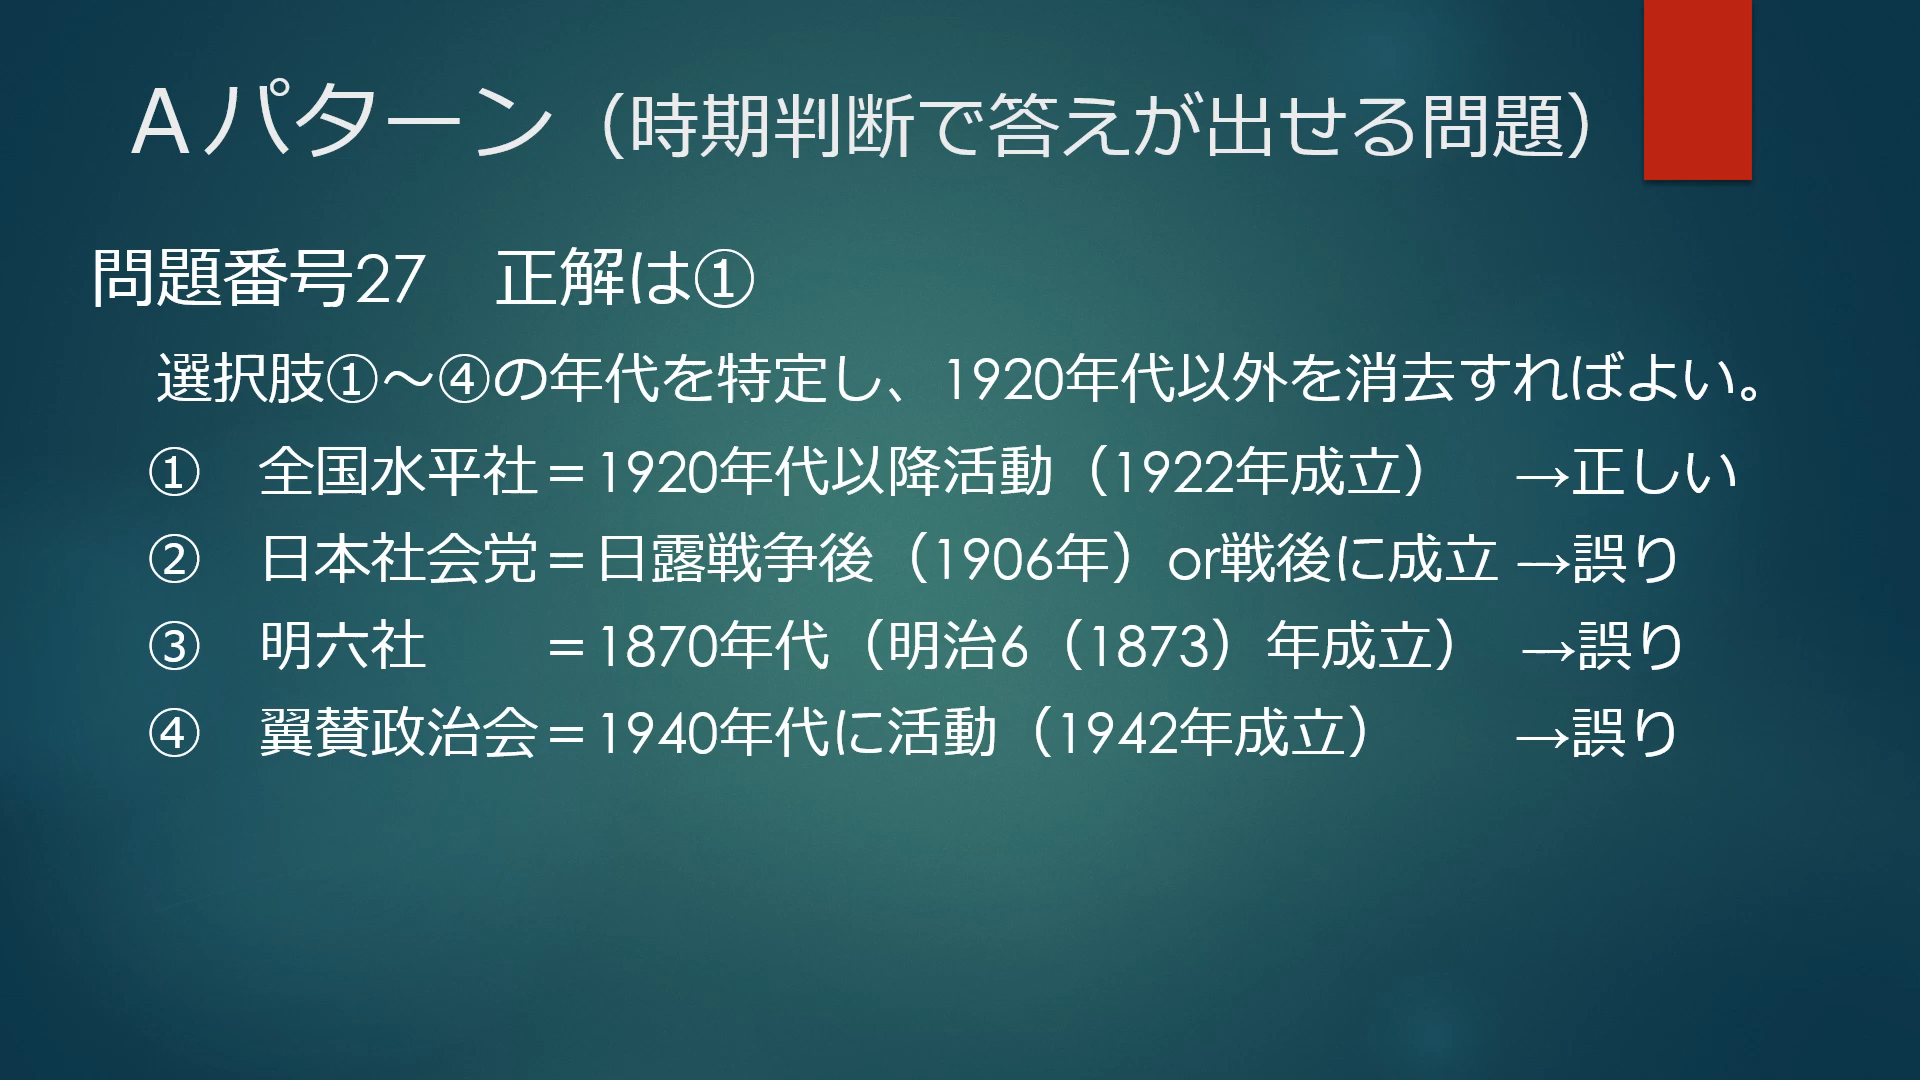 Ａパターン（時期判断で答えが出せる問題）
問題番号27　正解は①
選択肢①～④の年代を特定し、1920年代以外を消去すればよい。
①　全国水平社＝1920年代以降活動（1922年成立）　→正しい
②　日本社会党＝日露戦争後（1906年）or戦後に成立 →誤り
③　明六社　　＝1870年代（明治6（1873）年成立）　→誤り
④　翼賛政治会＝1940年代に活動（1942年成立）　　→誤り